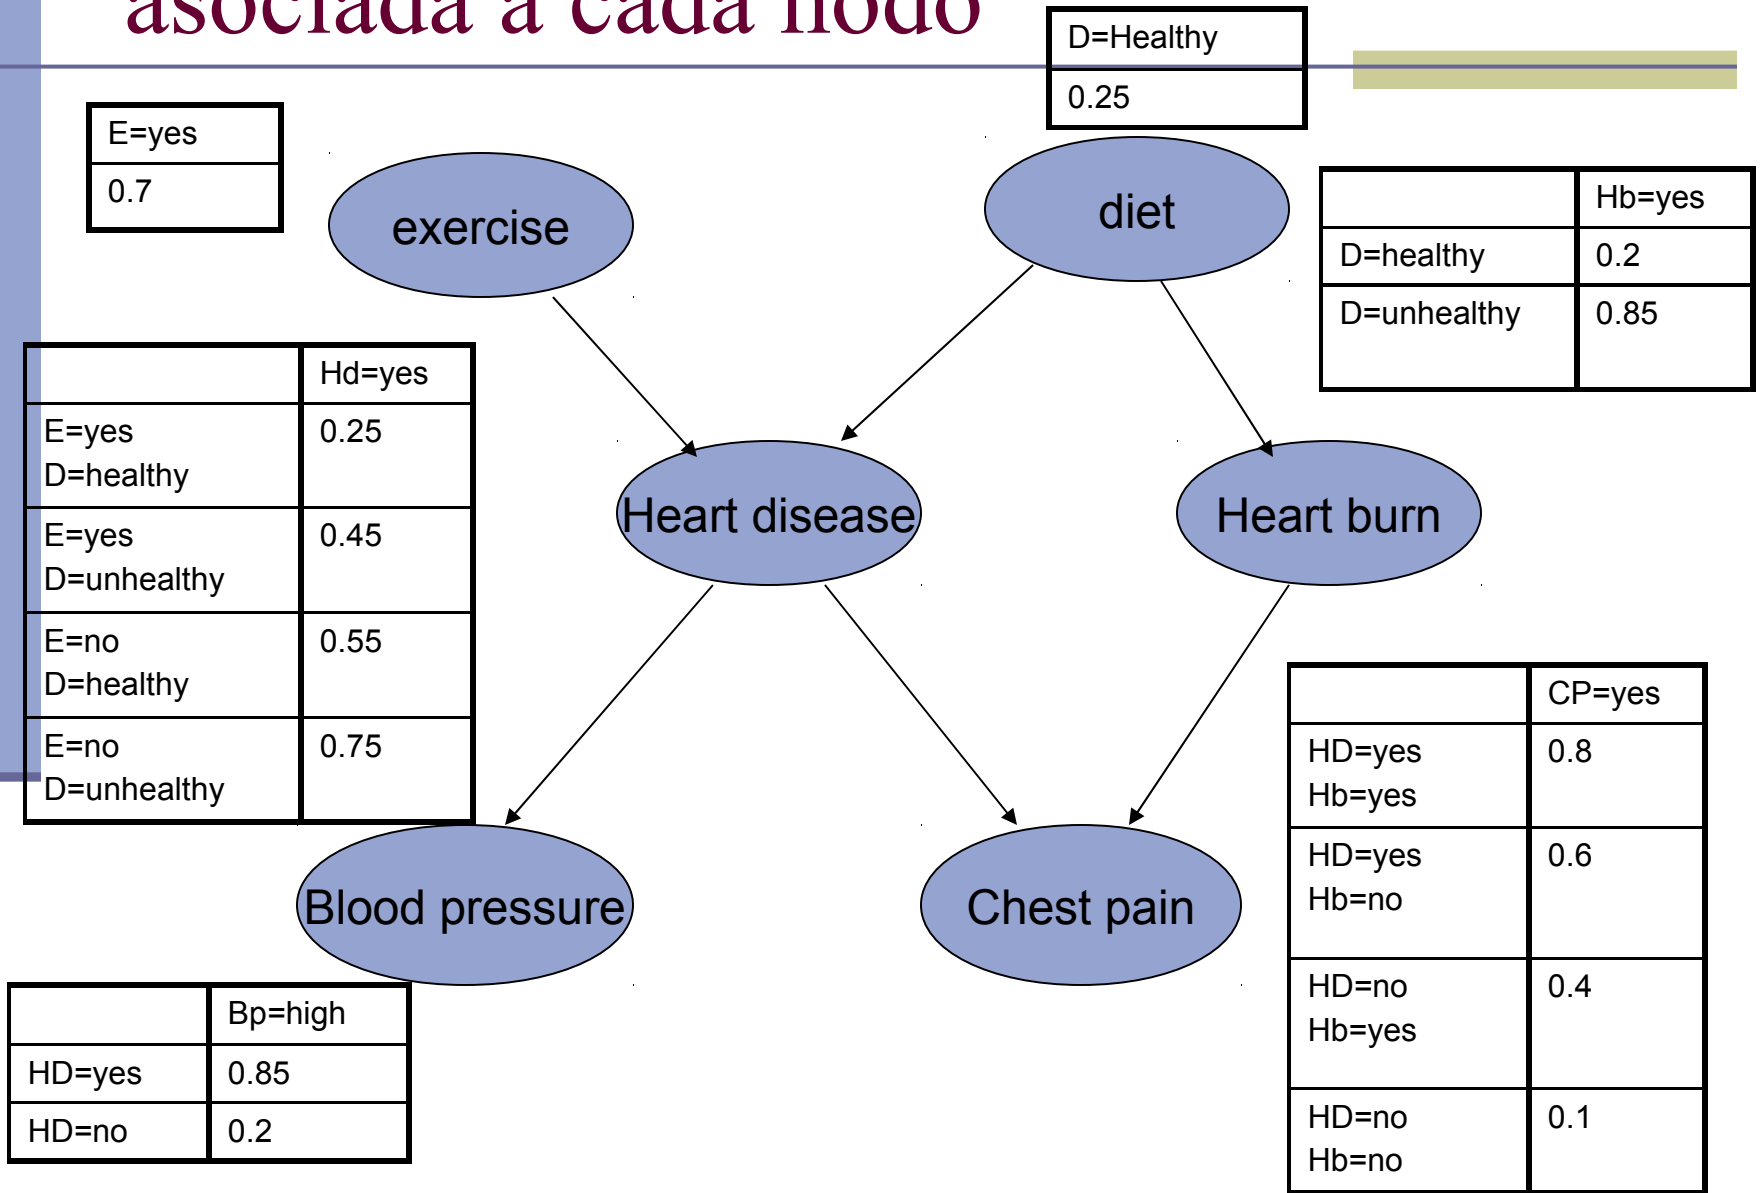 asociada a cada nodo
D=Healthy
0.25
E=yes
0.7
exercise
diet
Hb=yes
D=healthy 0.2
D=unhealthy 0.85
Hd=yes
E=yes 0.25
D=healthy
E=yes 0.45
D=unhealthy
E=no 0.55
D=healthy
E=no 0.75
D=unhealthy
Heart disease
Heart burn
CP=yes
HD=yes 0.8
Hb=yes
HD=yes 0.6
Hb=no
HD=no 0.4
Hb=yes
HD=no 0.1
Hb=no
Blood pressure
Chest pain
Bp=high
HD=yes 0.85
HD=no 0.2